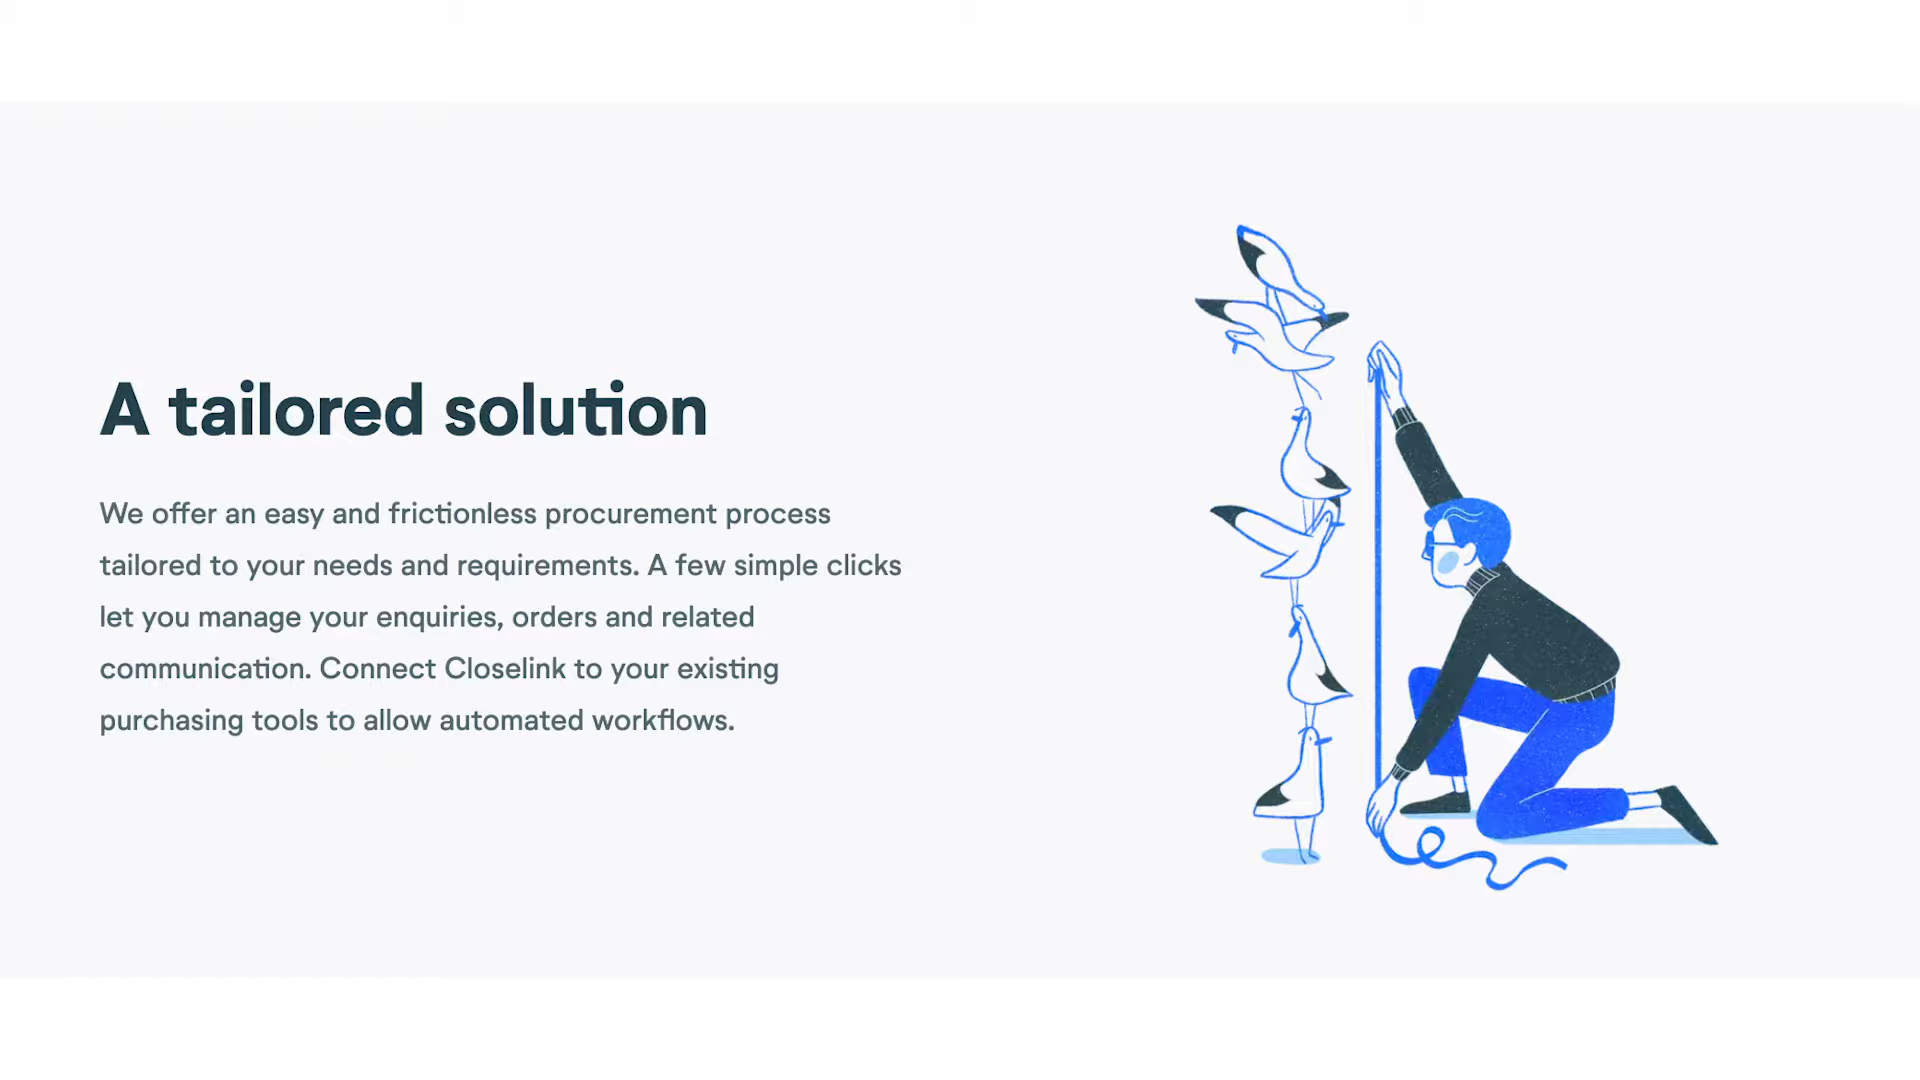 A tailored solution
We offer an easy and frictionless procurement process
tailored to your needs and requirements. A few simple clicks
let you manage your enquiries, orders and related
communication. Connect Closelink to your existing
purchasing tools to allow automated workflows.